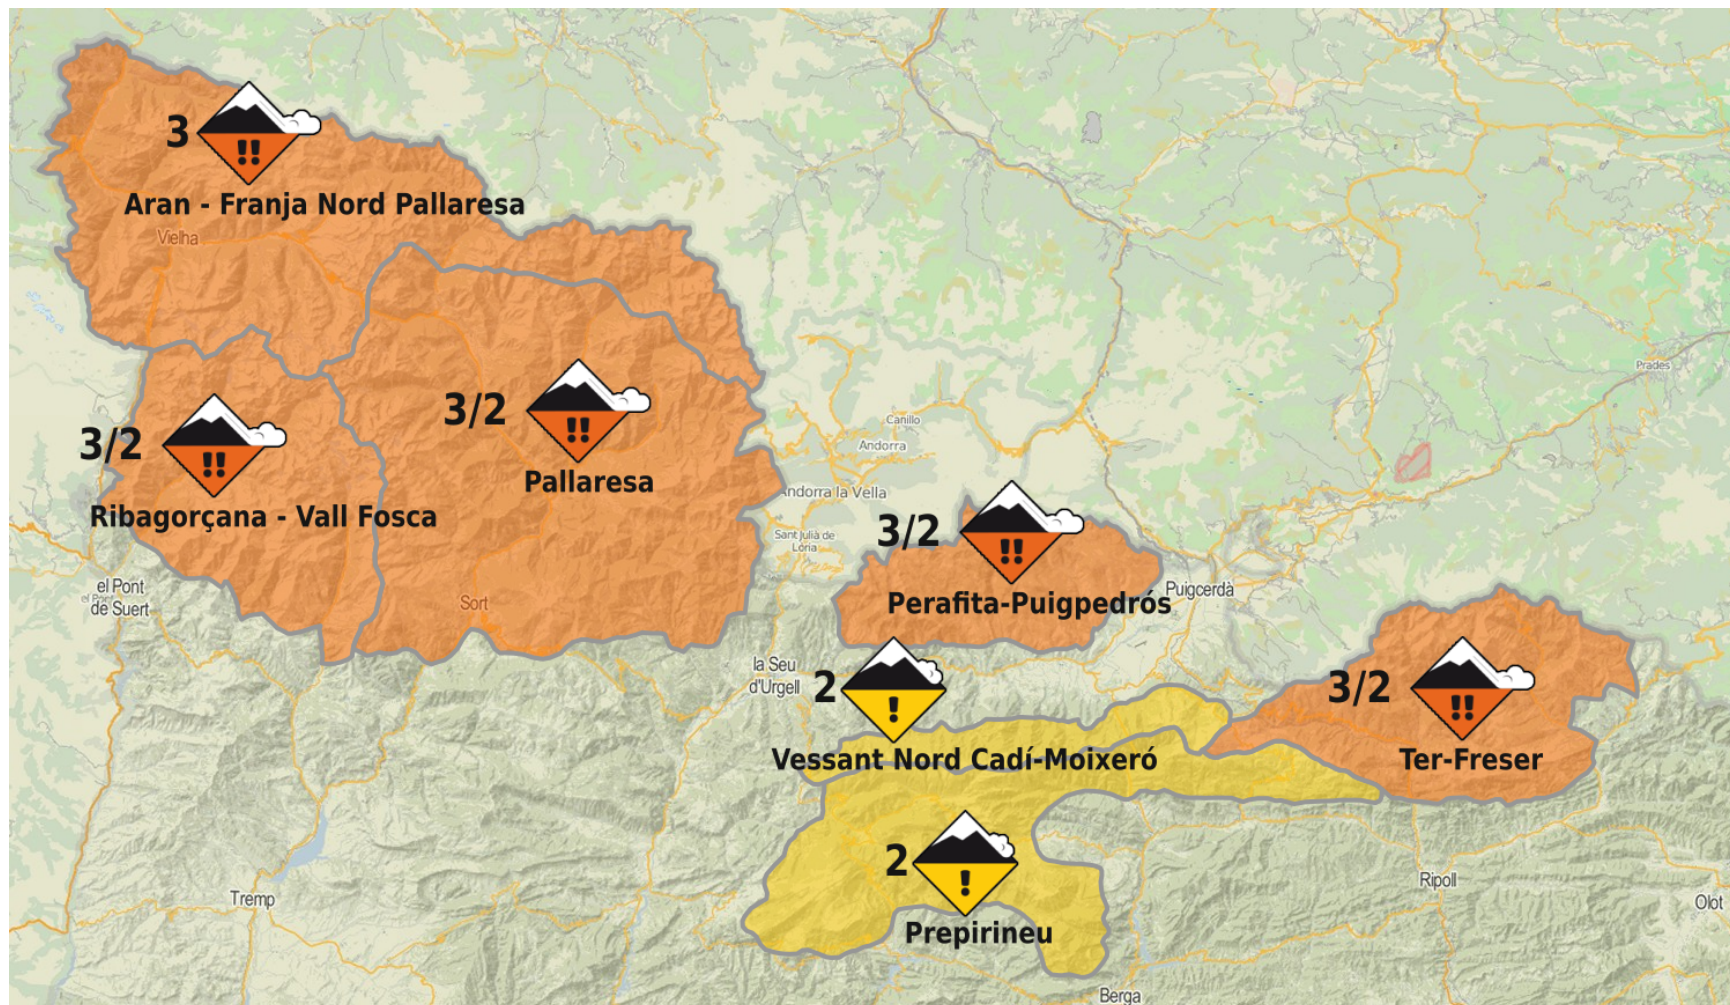 3
!!
Aran - Franja Nord Pallaresa
Vielha
3/2
!!
Pallaresa
3/2
!!
Ribagorçana - Vall Fosca
Canillo
Andorra
Andorra la Vella
Sant Julià de
Lòria
Prades
3/2
!!
Perafita-Puigpedrós
Puigcerdà
el Pont
de Suert
Sort
la Seu
d'Urgell
2
!
Vessant Nord Cadí-Moixeró
3/2
!!
Ter-Freser
2
!
Prepirineu
Tremp
Ripoll
Olot
Berga